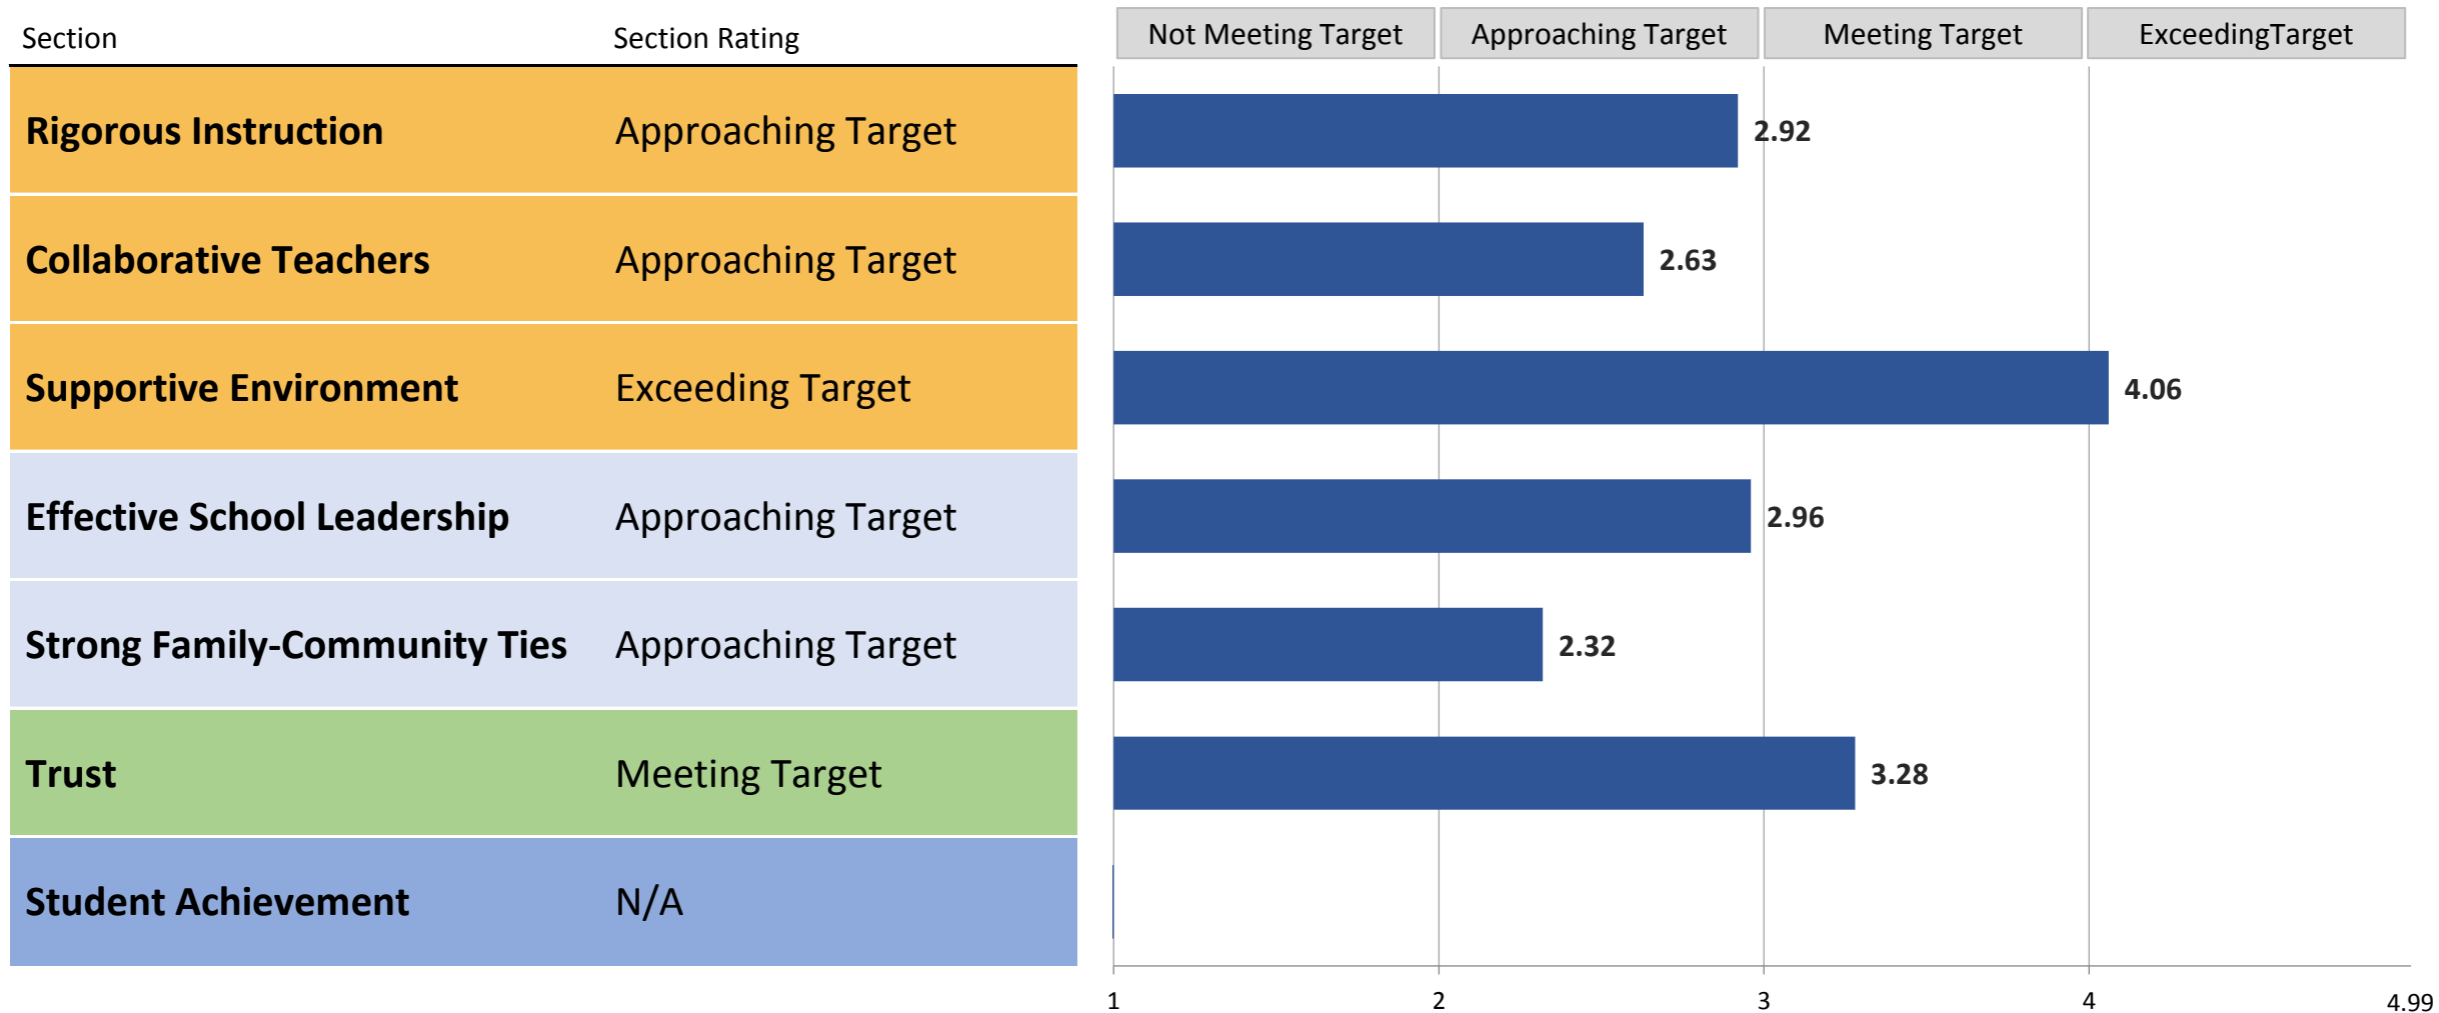 Section Section Rating Not Meeting Target Approaching Target Meeting Target ExceedingTarget
Rigorous Instruction Approaching Target 2.92
Collaborative Teachers Approaching Target 2.63
Supportive Environment Exceeding Target 4.06
Effective School Leadership Approaching Target 2.96
Strong Family-Community Ties Approaching Target 2.32
Trust Meeting Target 3.28
Student Achievement N/A
1 2 3 4 4.99